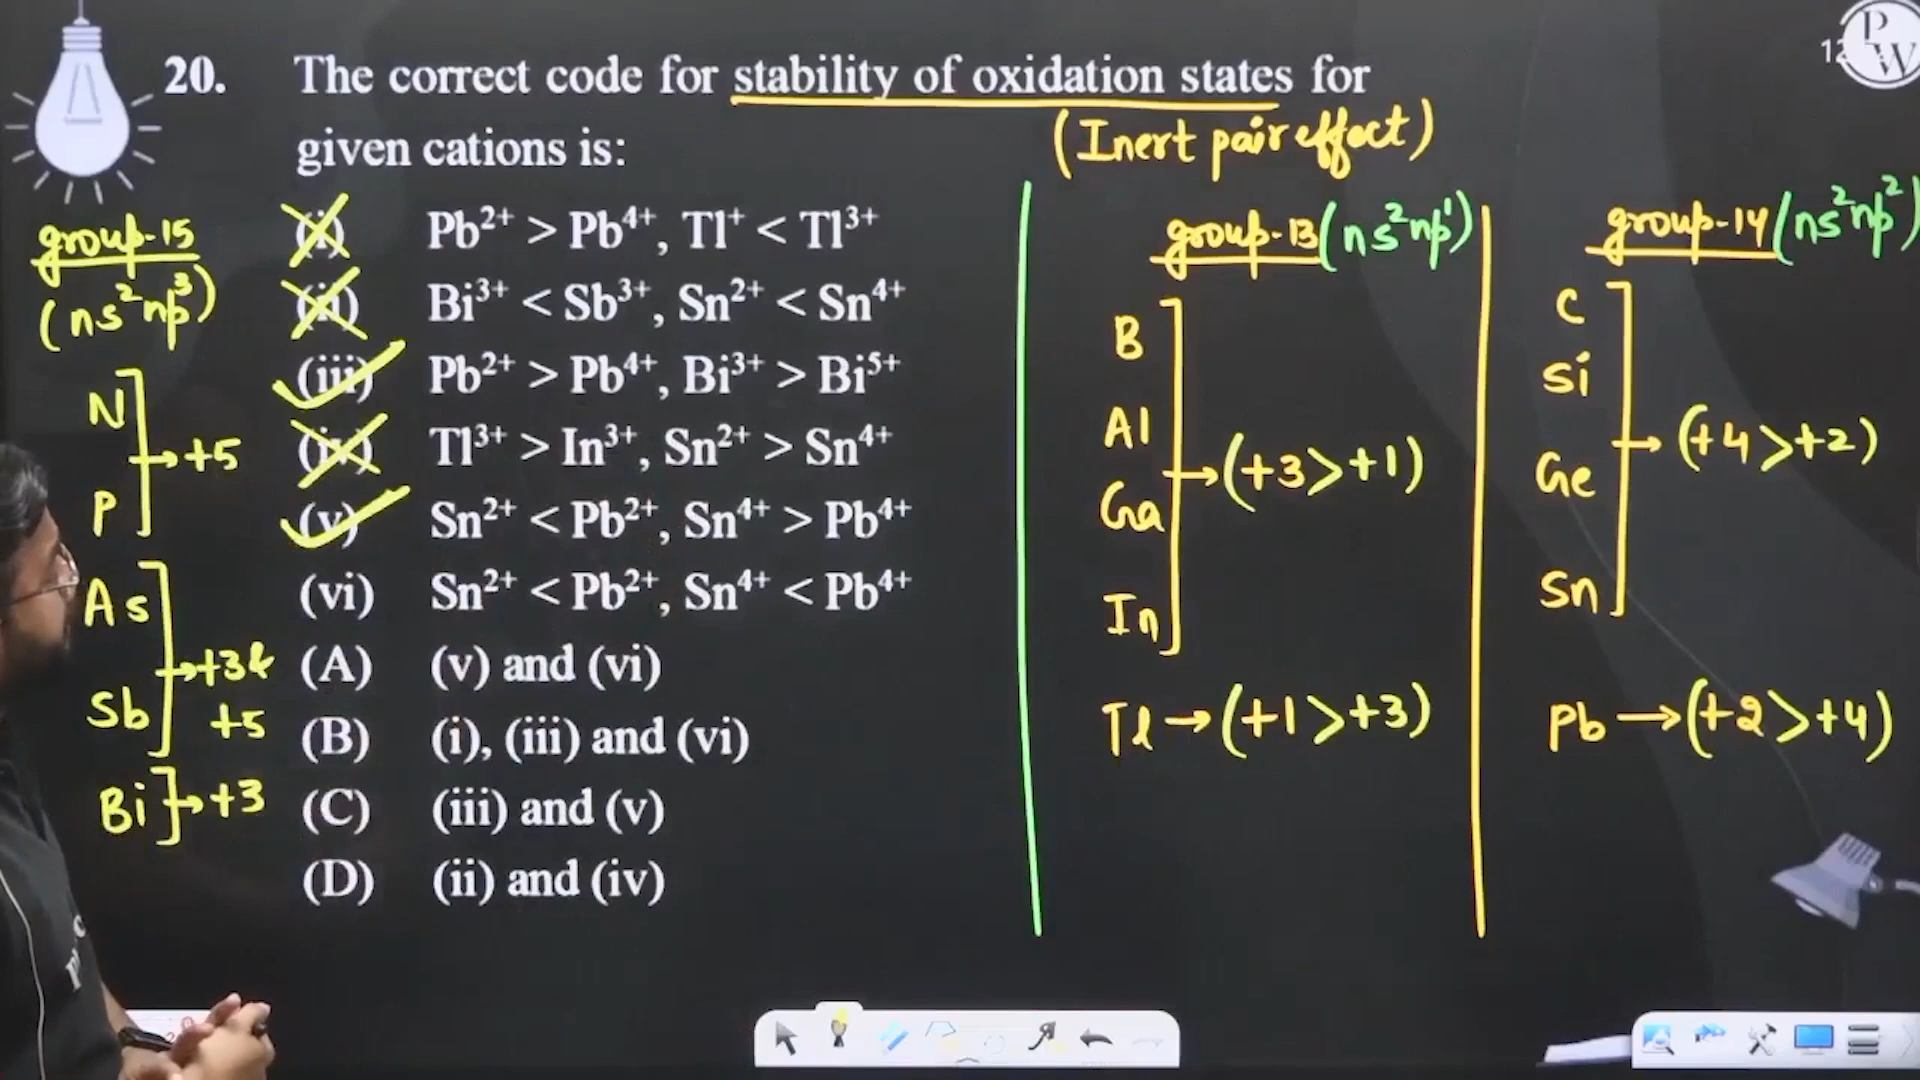 20. The correct code for stability of oxidation states for
given cations is:
(Inert pair effect)
(i) Pb²⁺ > Pb⁴⁺, Tl⁺ < Tl³⁺
(ii) Bi³⁺ < Sb³⁺, Sn²⁺ < Sn⁴⁺
(iii) Pb²⁺ > Pb⁴⁺, Bi³⁺ > Bi⁵⁺
(iv) Tl³⁺ > In³⁺, Sn²⁺ > Sn⁴⁺
(v) Sn²⁺ < Pb²⁺, Sn⁴⁺ > Pb⁴⁺
(vi) Sn²⁺ < Pb²⁺, Sn⁴⁺ < Pb⁴⁺
(A) (v) and (vi)
(B) (i), (iii) and (vi)
(C) (iii) and (v)
(D) (ii) and (iv)
group-15
(ns²np³)
N
P
→ +5
As
Sb
→ +3 &
+5
Bi → +3
group-13 (ns²np¹)
B
Al
Ga
In
→ (+3 > +1)
Tl → (+1 > +3)
group-14 (ns²np²)
C
Si
Ge
Sn
→ (+4 > +2)
Pb → (+2 > +4)
P
W